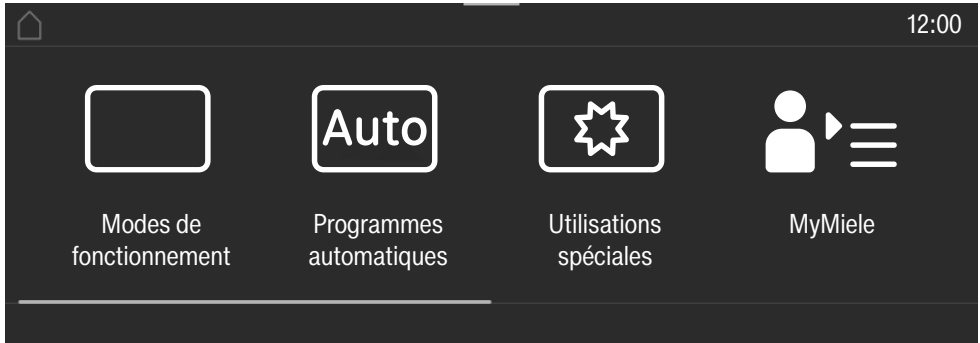 12:00
Auto
Modes de
fonctionnement
Programmes
automatiques
Utilisations
spéciales
MyMiele